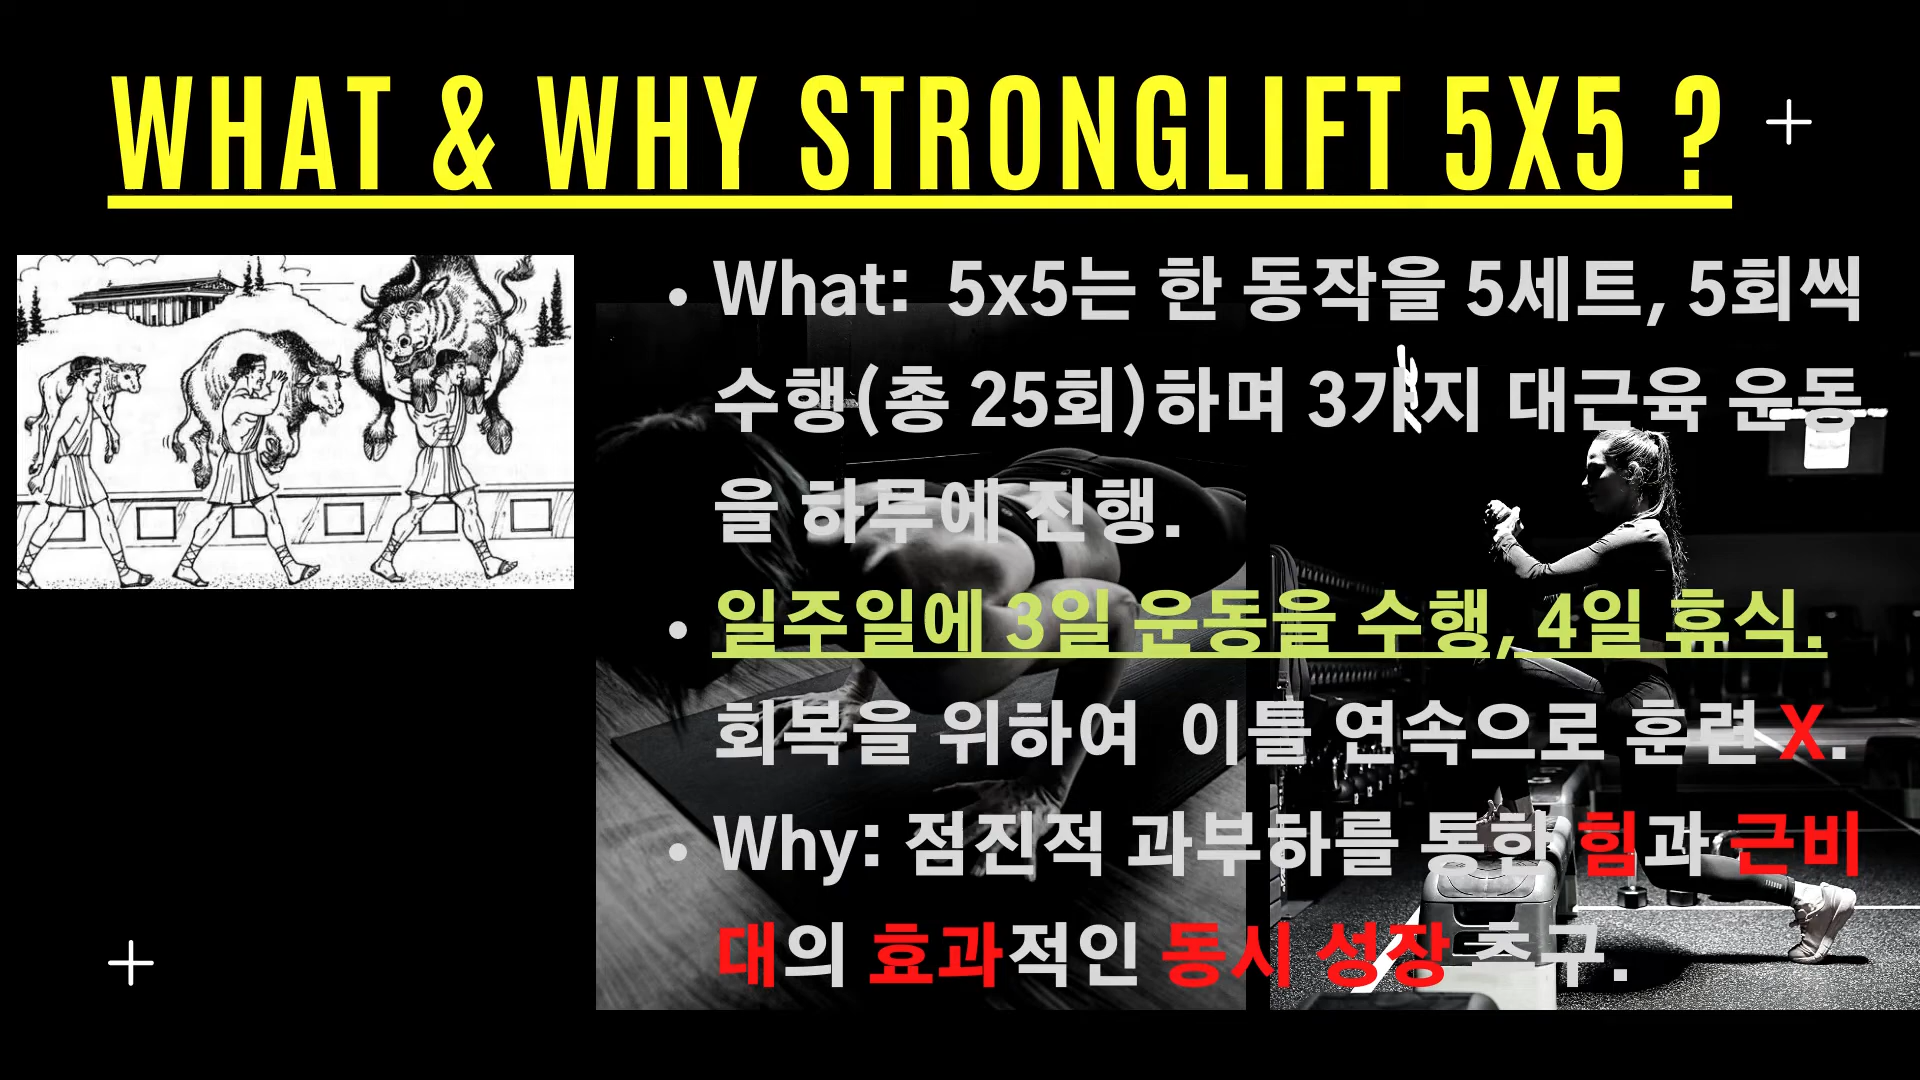 WHAT & WHY STRONGLIFT 5X5 ?
• What: 5x5는 한 동작을 5세트, 5회씩
수행(총 25회)하며 3가지 대근육 운동
을 하루에 진행.
• 일주일에 3일 운동을 수행, 4일 휴식.
회복을 위하여 이틀 연속으로 훈련 X.
• Why: 점진적 과부하를 통한 힘과 근비
대의 효과적인 동시 성장 추구.